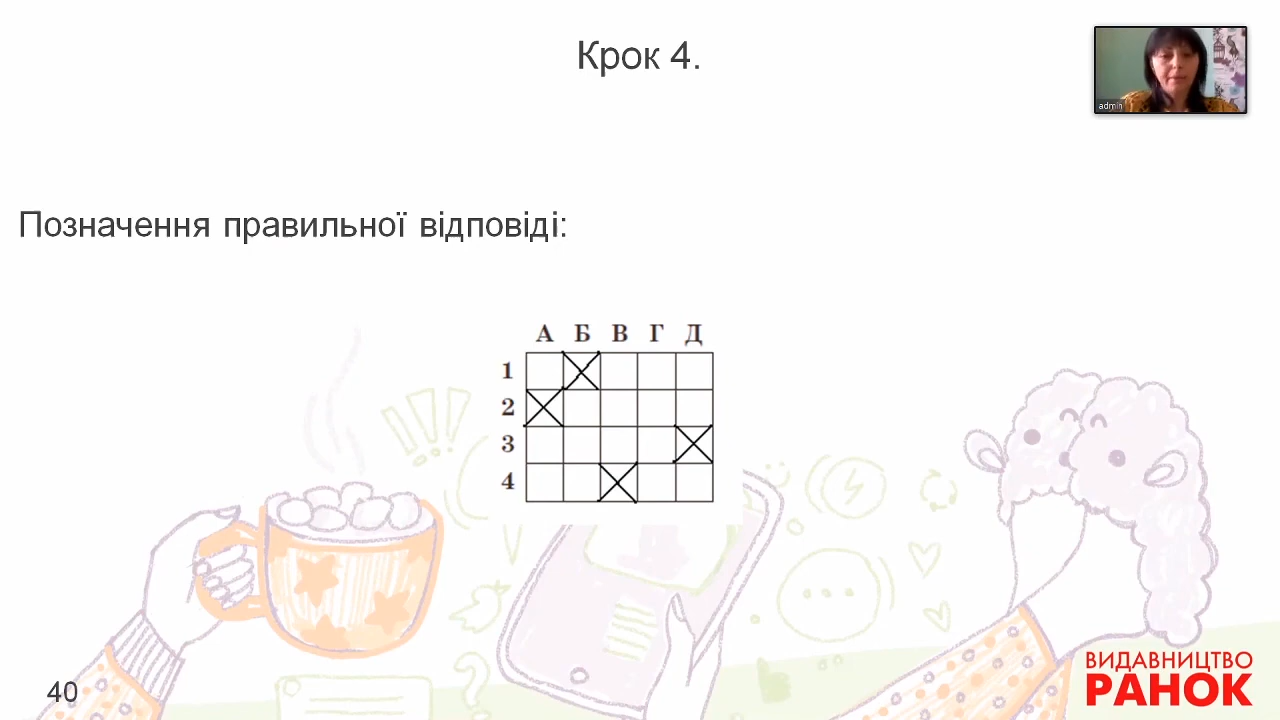 Крок 4.
admin
Позначення правильної відповіді:
А Б В Г Д
1
2
3
4
40
ВИДАВНИЦТВО
РАНОК